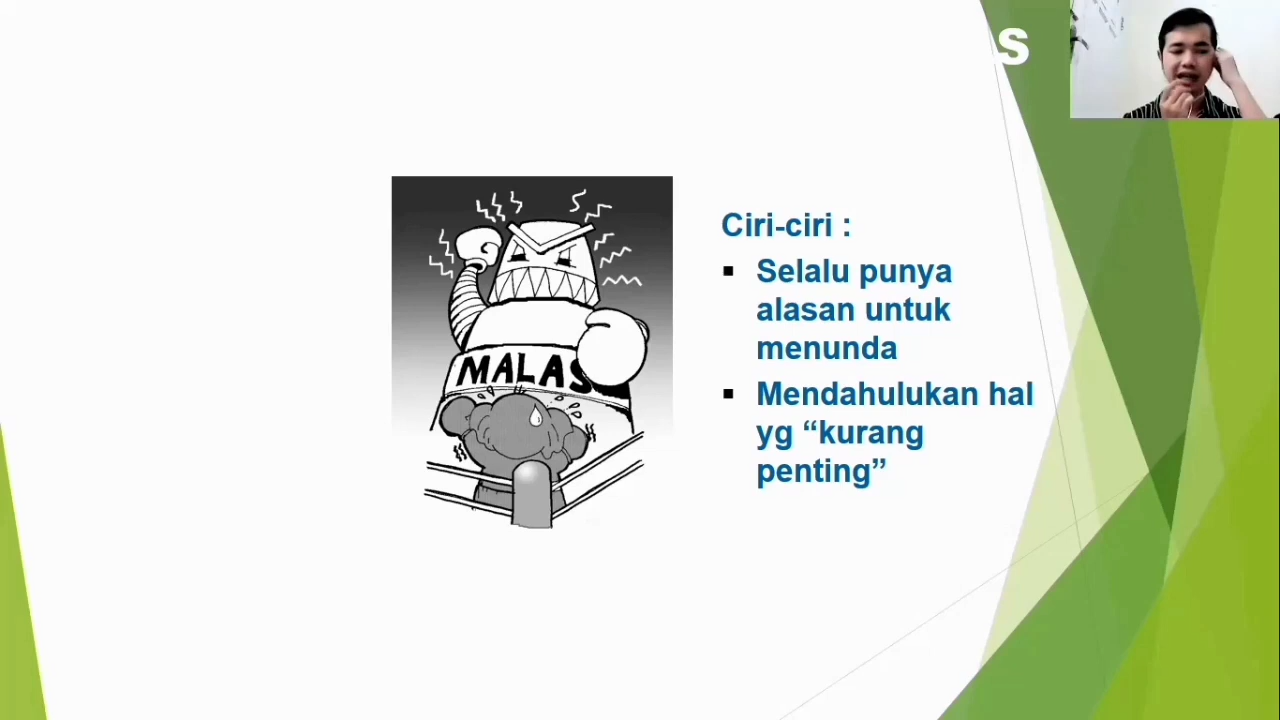 S
Ciri-ciri :
Selalu punya
alasan untuk
menunda
Mendahulukan hal
yg “kurang
penting”
MALAS